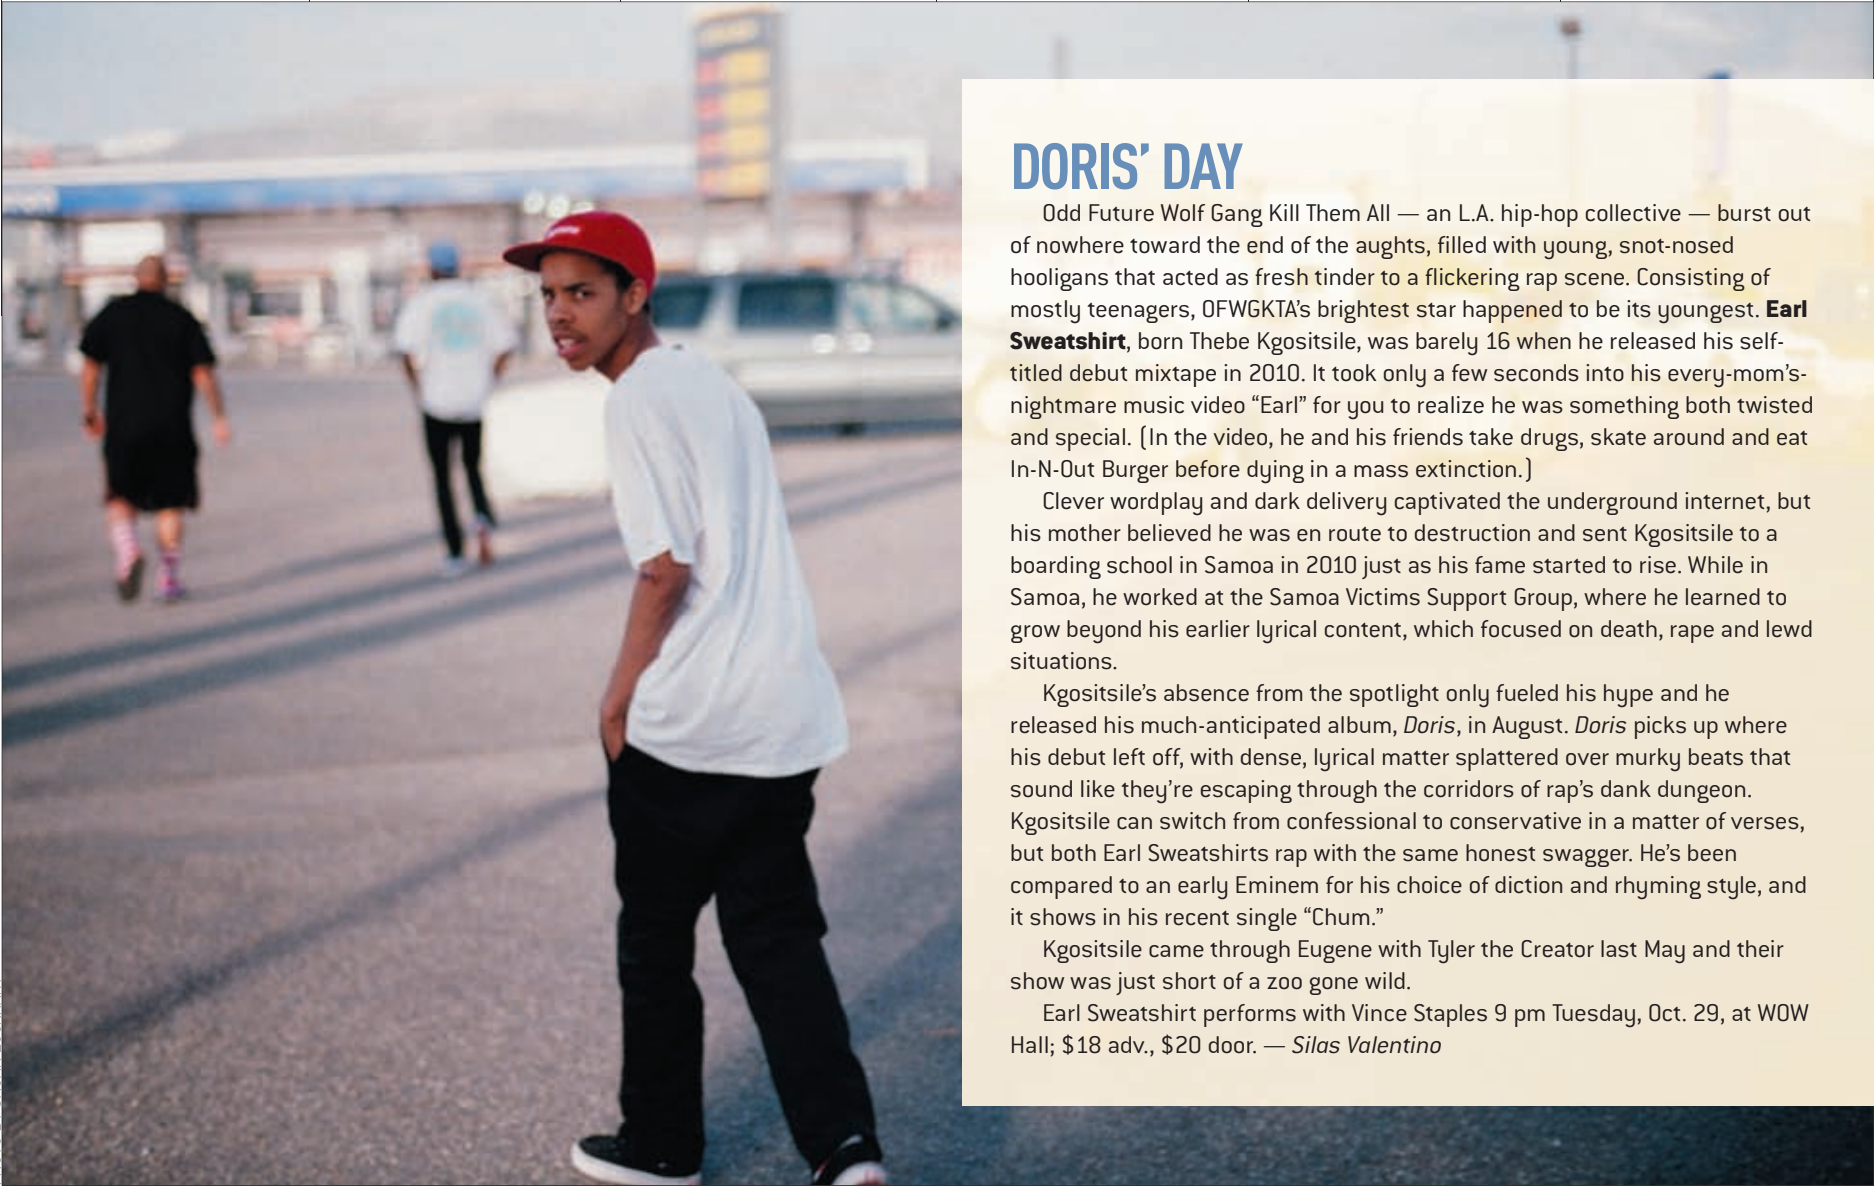 DORIS’ DAY
Odd Future Wolf Gang Kill Them All — an L.A. hip-hop collective — burst out
of nowhere toward the end of the aughts, filled with young, snot-nosed
hooligans that acted as fresh tinder to a flickering rap scene. Consisting of
mostly teenagers, OFWGKTA’s brightest star happened to be its youngest. Earl
Sweatshirt, born Thebe Kgositsile, was barely 16 when he released his self-
titled debut mixtape in 2010. It took only a few seconds into his every-mom’s-
nightmare music video “Earl” for you to realize he was something both twisted
and special. (In the video, he and his friends take drugs, skate around and eat
In-N-Out Burger before dying in a mass extinction.)
Clever wordplay and dark delivery captivated the underground internet, but
his mother believed he was en route to destruction and sent Kgositsile to a
boarding school in Samoa in 2010 just as his fame started to rise. While in
Samoa, he worked at the Samoa Victims Support Group, where he learned to
grow beyond his earlier lyrical content, which focused on death, rape and lewd
situations.
Kgositsile’s absence from the spotlight only fueled his hype and he
released his much-anticipated album, Doris, in August. Doris picks up where
his debut left off, with dense, lyrical matter splattered over murky beats that
sound like they’re escaping through the corridors of rap’s dank dungeon.
Kgositsile can switch from confessional to conservative in a matter of verses,
but both Earl Sweatshirts rap with the same honest swagger. He’s been
compared to an early Eminem for his choice of diction and rhyming style, and
it shows in his recent single “Chum.”
Kgositsile came through Eugene with Tyler the Creator last May and their
show was just short of a zoo gone wild.
Earl Sweatshirt performs with Vince Staples 9 pm Tuesday, Oct. 29, at WOW
Hall; $18 adv., $20 door. — Silas Valentino